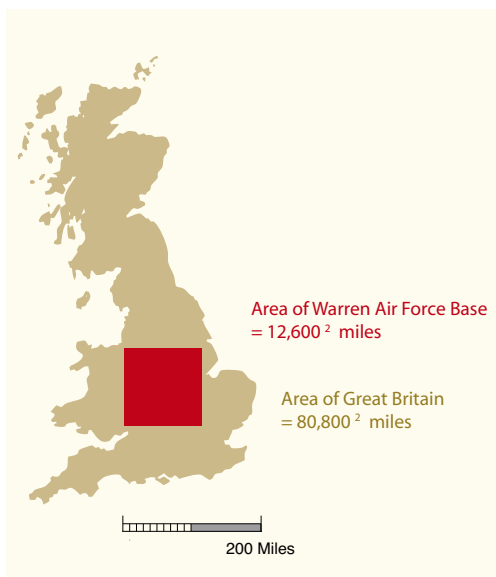 Area of Warren Air Force Base
= 12,600 ² miles
Area of Great Britain
= 80,800 ² miles
200 Miles